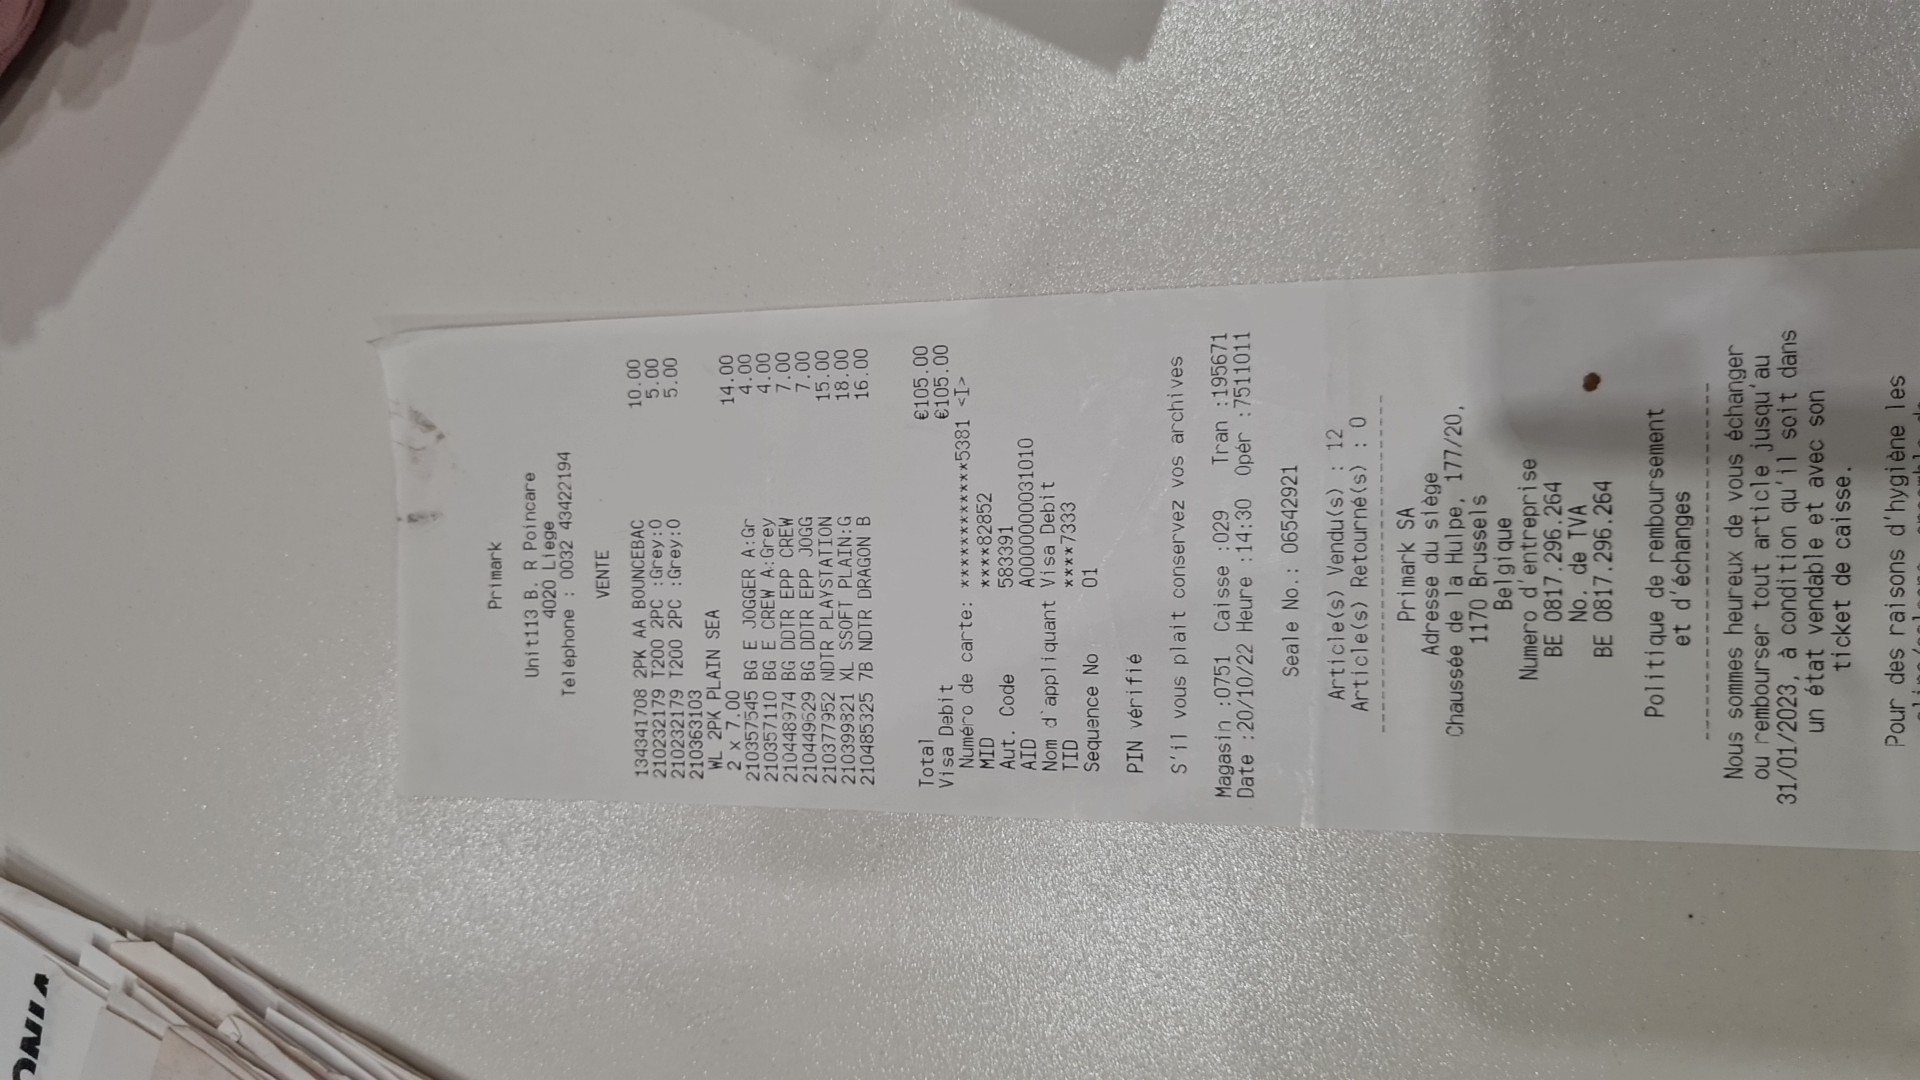 Primark
Unit113 B. R Poincare
4020 Liege
Téléphone : 0032 43422194
VENTE
134341708 2PK AA BOUNCEBAC 10.00
210232179 T200 2PC :Grey:O 5.00
210232179 T200 2PC :Grey:O 5.00
210363103
WL 2PK PLAIN SEA
2 x 7.00 14.00
210357545 BG E JOGGER A:Gr 4.00
210357110 BG E CREW A:Grey 4.00
210448974 BG DDTR EPP CREW 7.00
210449629 BG DDTR EPP JOGG 7.00
210377952 NDTR PLAYSTATION 15.00
210399821 XL SSOFT PLAIN:G 18.00
210485325 7B NDTR DRAGON B 16.00
Total €105.00
Visa Debit €105.00
Numéro de carte: ***************5381 <I>
MID ****82852
Aut. Code 583391
AID A0000000031010
Nom d`appliquant Visa Debit
TID ****7333
Sequence No 01
PIN vérifié
S'il vous plait conservez vos archives
Magasin :0751 Caisse :029 Tran :195671
Date :20/10/22 Heure :14:30 Opér :7511011
Seale No.: 06542921
Article(s) Vendu(s) : 12
Article(s) Retourné(s) : 0
Primark SA
Adresse du siège
Chaussée de la Hulpe, 177/20,
1170 Brussels
Belgique
Numero d'entreprise
BE 0817.296.264
No. de TVA
BE 0817.296.264
Politique de remboursement
et d'échanges
Nous sommes heureux de vous échanger
ou rembourser tout article jusqu'au
31/01/2023, à condition qu'il soit dans
un état vendable et avec son
ticket de caisse.
Pour des raisons d'hygiène les